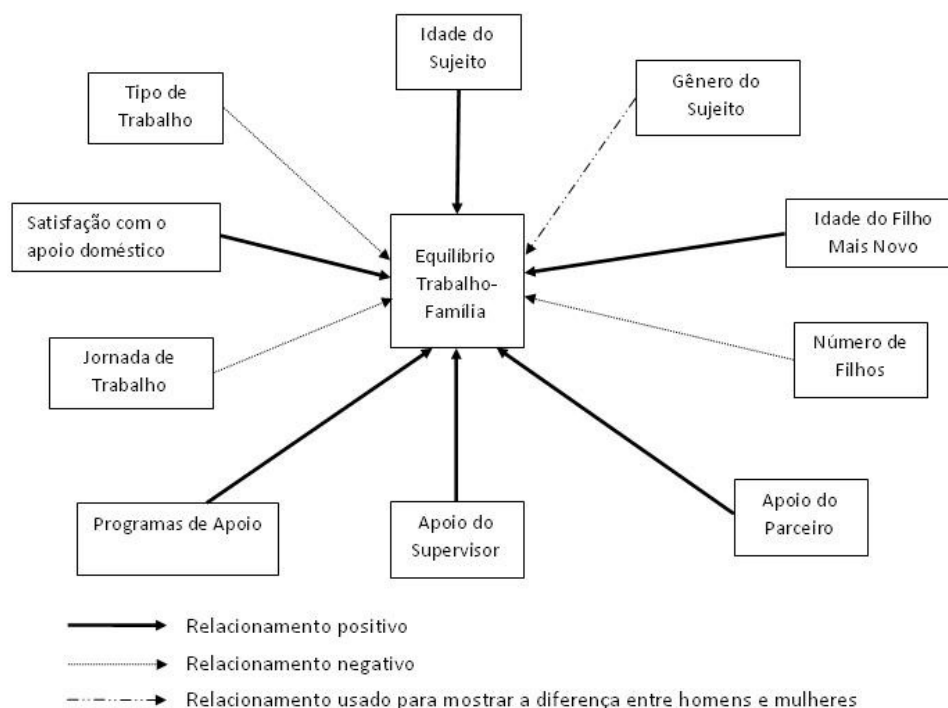 Idade do
Sujeito
Tipo de
Trabalho
Gênero do
Sujeito
Satisfação com o
apoio doméstico
Equilíbrio
Trabalho-
Família
Idade do Filho
Mais Novo
Jornada de
Trabalho
Número de
Filhos
Programas de Apoio
Apoio do
Supervisor
Apoio do
Parceiro
Relacionamento positivo
Relacionamento negativo
Relacionamento usado para mostrar a diferença entre homens e mulheres